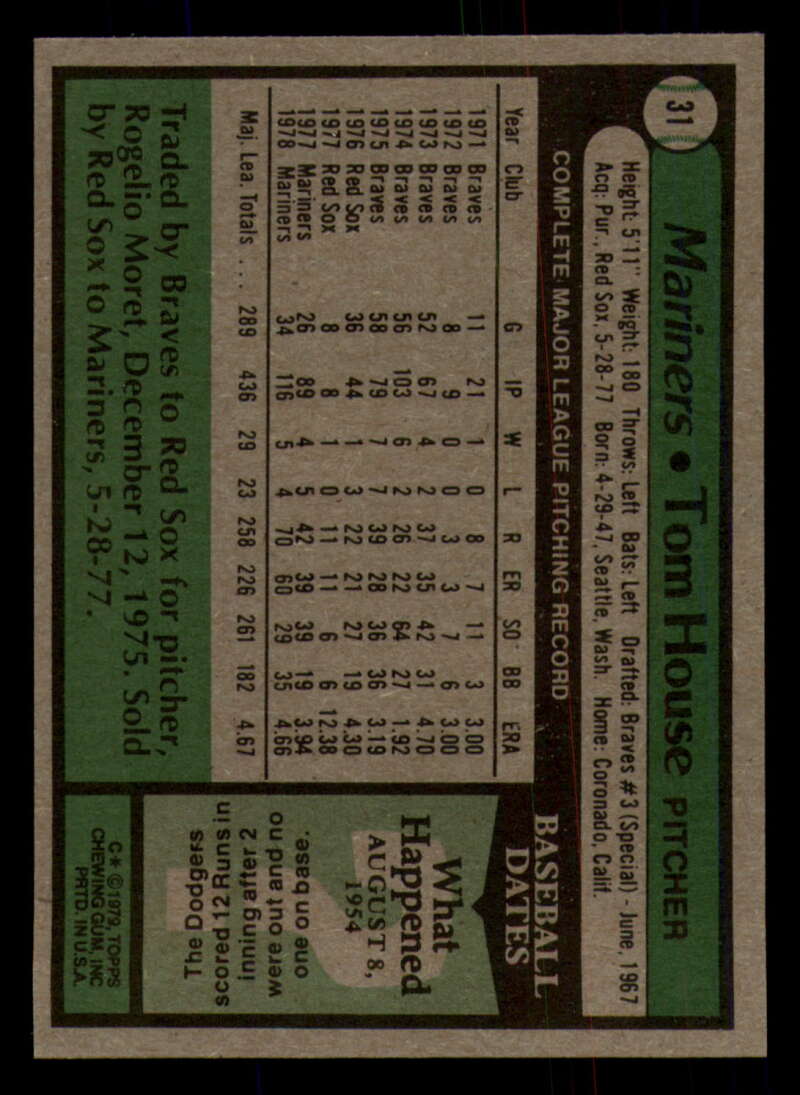 31
Mariners • Tom House PITCHER
Height: 5'11" Weight: 180 Throws: Left Bats: Left Drafted: Braves #3 (Special) - June, 1967
Acq: Pur., Red Sox, 5-28-77 Born: 4-29-47, Seattle, Wash. Home: Coronado, Calif.
COMPLETE MAJOR LEAGUE PITCHING RECORD
Year Club G IP W L R ER SO BB ERA
1971 Braves 11 21 1 0 8 7 11 3 3.00
1972 Braves 8 9 0 0 3 3 7 6 3.00
1973 Braves 52 67 4 2 37 35 42 31 4.70
1974 Braves 56 103 6 2 26 22 64 27 1.92
1975 Braves 58 79 7 7 39 28 36 36 3.19
1976 Red Sox 36 44 1 3 22 21 27 19 4.30
1977 Red Sox 8 8 1 0 11 11 6 6 12.38
1977 Mariners 26 89 4 5 42 39 39 19 3.94
1978 Mariners 34 116 5 4 70 60 29 35 4.66
Maj. Lea. Totals . . . 289 436 29 23 258 226 261 182 4.67
Traded by Braves to Red Sox for pitcher,
Rogelio Moret, December 12, 1975. Sold
by Red Sox to Mariners, 5-28-77.
BASEBALL
DATES
What
Happened
AUGUST 8,
1954
The Dodgers
scored 12 Runs in
inning after 2
were out and no
one on base.
C* © 1979, TOPPS
CHEWING GUM, INC
PRTD. IN U.S.A.